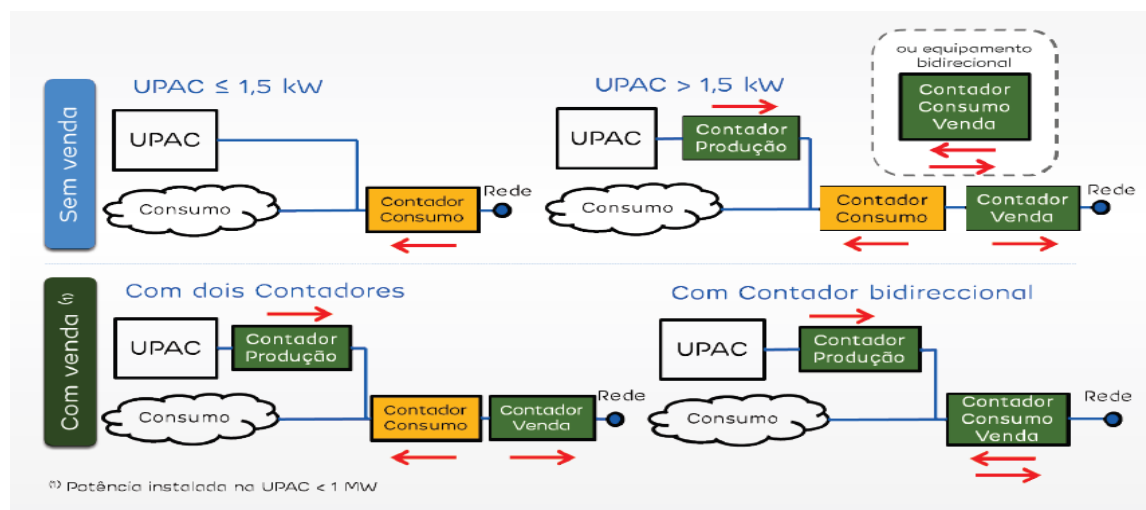 Sem venda
UPAC ≤ 1,5 kW
UPAC
Consumo
Contador
Consumo
Rede
UPAC > 1,5 kW
UPAC
Contador
Produção
Consumo
Contador
Consumo
Contador
Venda
Rede
ou equipamento
bidirecional
Contador
Consumo
Venda
Com venda (1)
Com dois Contadores
UPAC
Contador
Produção
Consumo
Contador
Consumo
Contador
Venda
Rede
Com Contador bidireccional
UPAC
Contador
Produção
Consumo
Contador
Consumo
Venda
Rede
(1) Potência instalada na UPAC < 1 MW